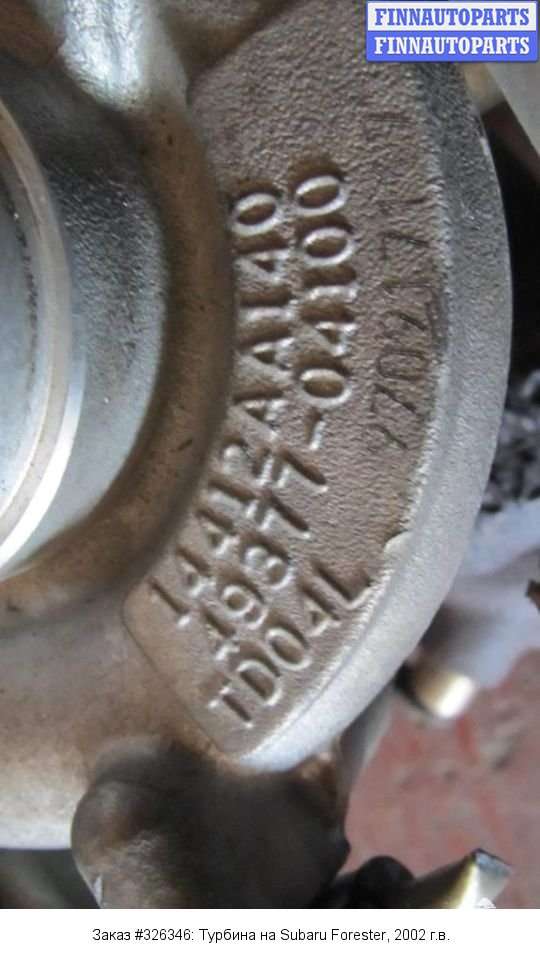 FINNAUTOPARTS
FINNAUTOPARTS
14412AA140
49377-04100
TD04L
Заказ #326346: Турбина на Subaru Forester, 2002 г.в.